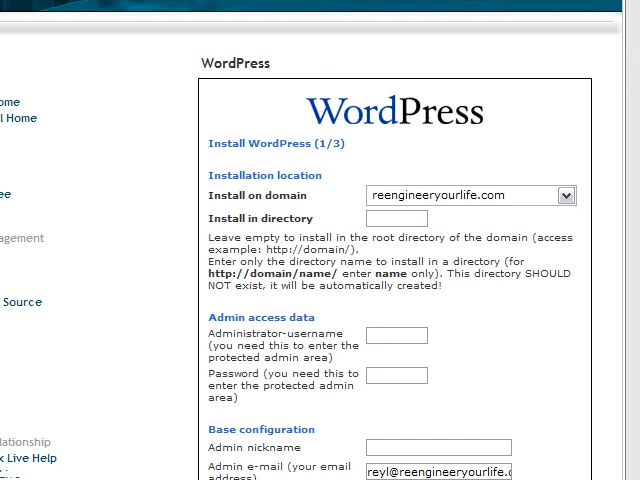 WordPress
WordPress
Install WordPress (1/3)
Installation location
Install on domain reengineeryourlife.com
Install in directory
Leave empty to install in the root directory of the domain (access
example: http://domain/).
Enter only the directory name to install in a directory (for
http://domain/name/ enter name only). This directory SHOULD
NOT exist, it will be automatically created!
Admin access data
Administrator-username
(you need this to enter the
protected admin area)
Password (you need this to
enter the protected admin
area)
Base configuration
Admin nickname
Admin e-mail (your email reyl@reengineeryourlife.c
address)
ome
l Home
ee
agement
Source
lationship
x Live Help